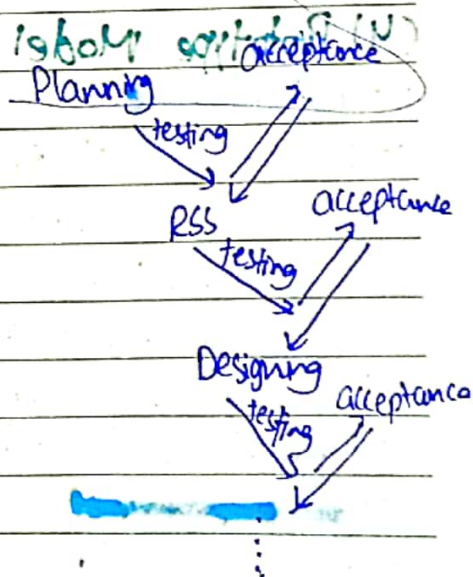 acceptance
Planning
testing
acceptance
RSS
testing
Designing
acceptance
testing